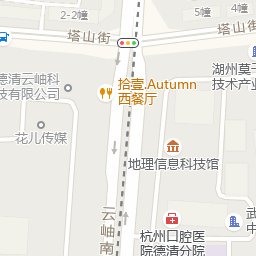 2-2幢
5幢
塔山街
塔山街
德清云岫科
技有限公司
拾壹.Autumn
西餐厅
湖州莫干
技术产业
花儿传媒
地理信息科技馆
云岫南
杭州口腔医
院德清分院
武
中